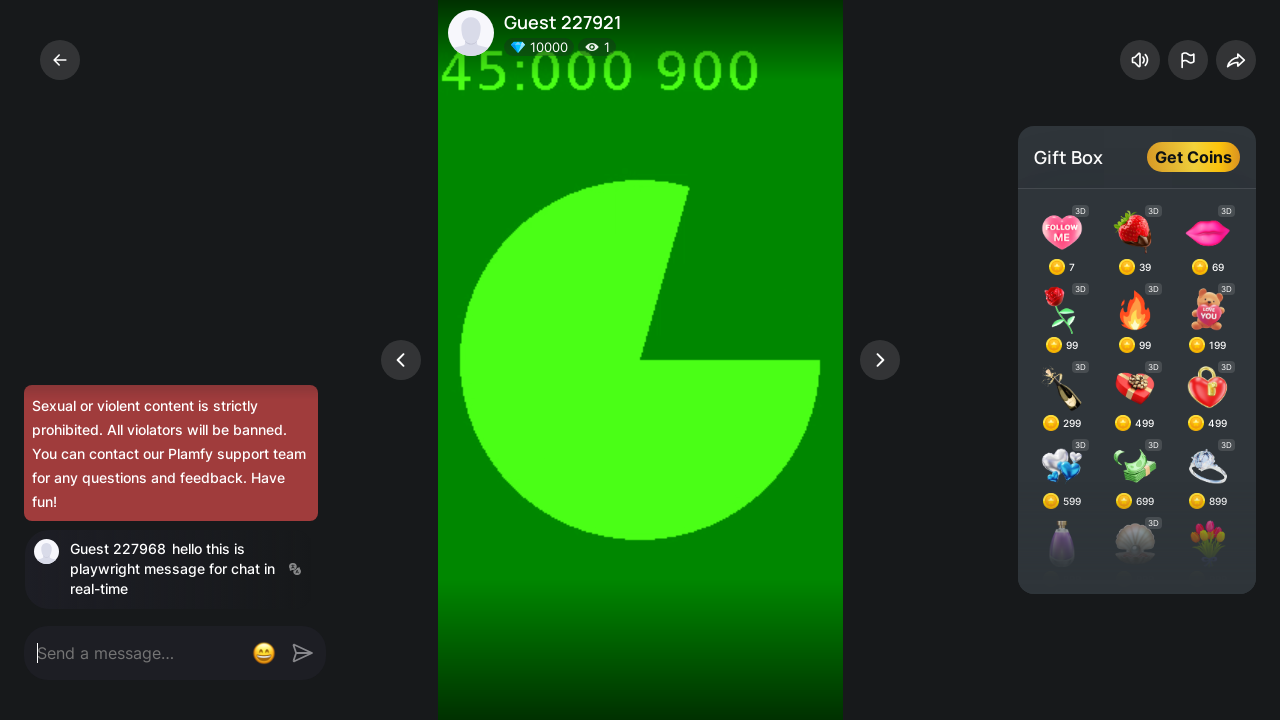 Guest 227921
10000 1
45:000 900
Gift Box
Get Coins
3D 3D 3D
FOLLOW ME
7 39 69
3D 3D 3D
LOVE YOU
99 99 199
3D 3D 3D
299 499 499
3D 3D 3D
599 699 899
3D
Sexual or violent content is strictly
prohibited. All violators will be banned.
You can contact our Plamfy support team
for any questions and feedback. Have
fun!
Guest 227968 hello this is
playwright message for chat in
real-time
Send a message...